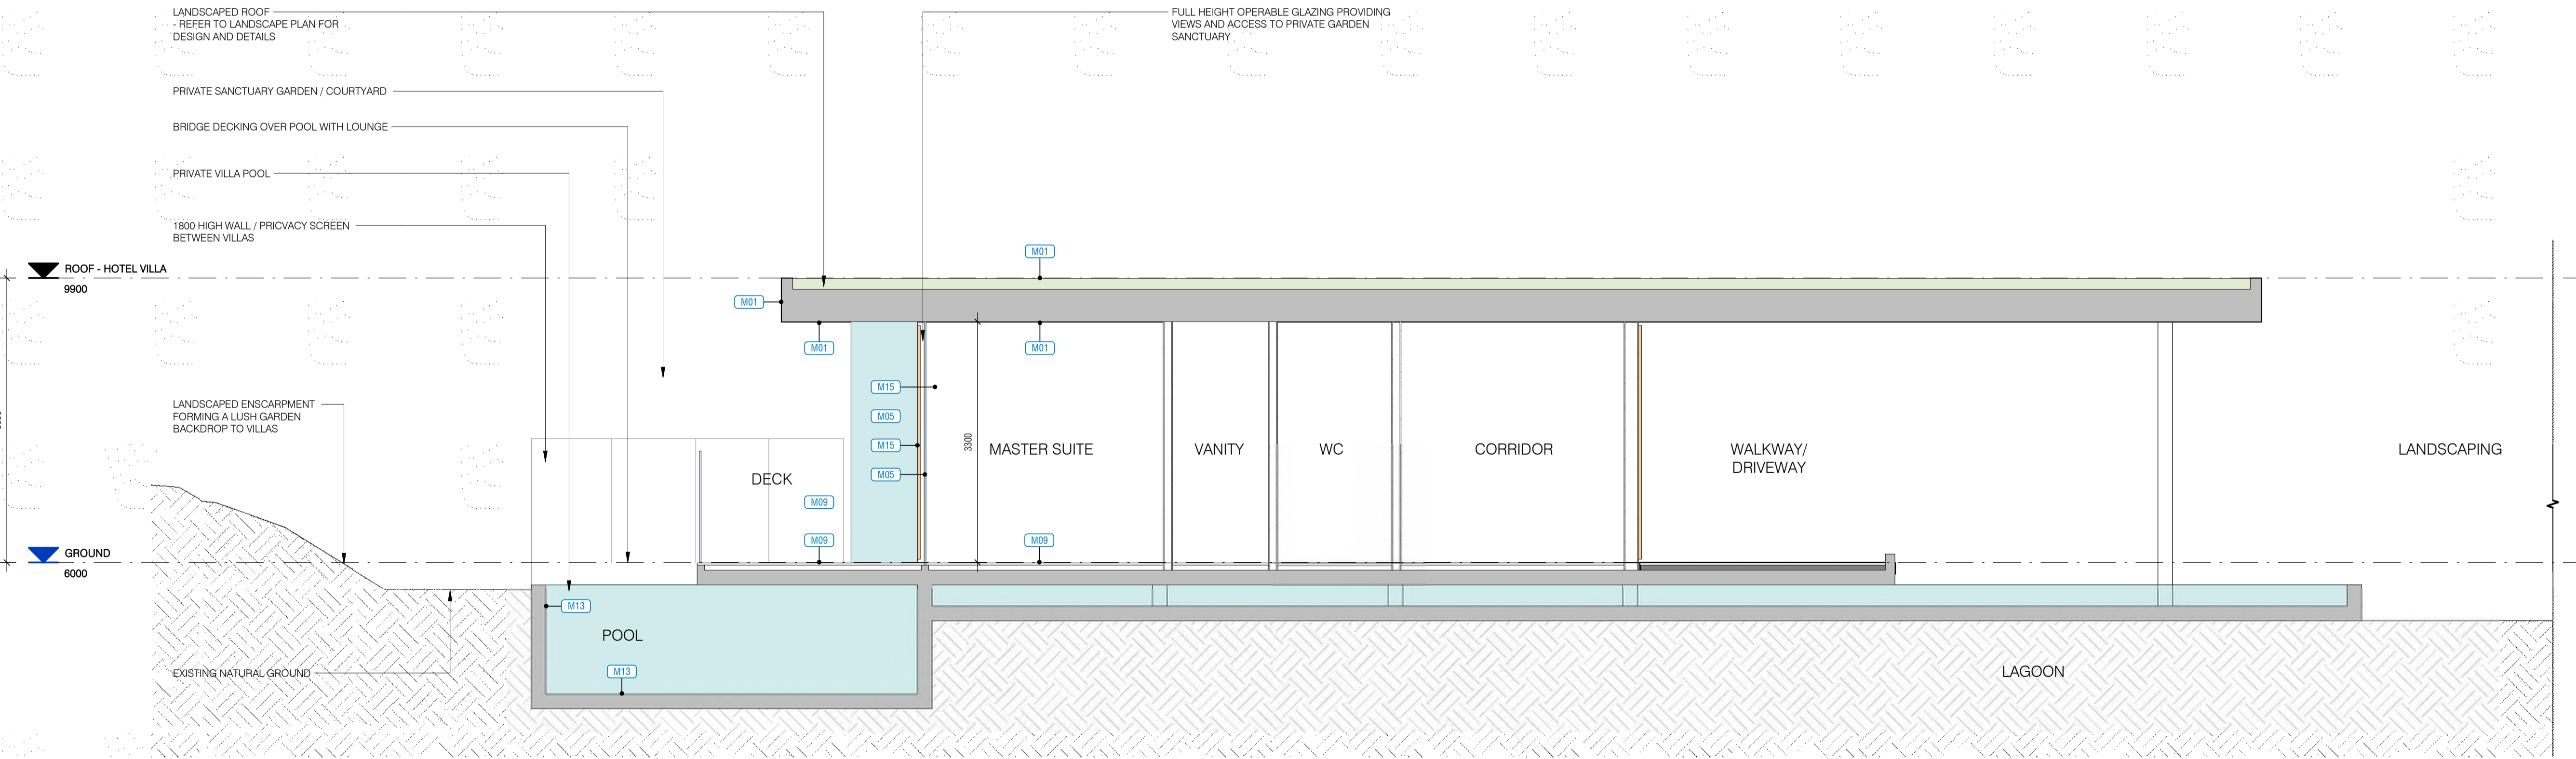 LANDSCAPED ROOF
- REFER TO LANDSCAPE PLAN FOR
DESIGN AND DETAILS
FULL HEIGHT OPERABLE GLAZING PROVIDING
VIEWS AND ACCESS TO PRIVATE GARDEN
SANCTUARY
PRIVATE SANCTUARY GARDEN / COURTYARD
BRIDGE DECKING OVER POOL WITH LOUNGE
PRIVATE VILLA POOL
1800 HIGH WALL / PRICVACY SCREEN
BETWEEN VILLAS
ROOF - HOTEL VILLA
9900
M01
M01
M01
M01
LANDSCAPED ENSCARPMENT
FORMING A LUSH GARDEN
BACKDROP TO VILLAS
M15
M05
M15
M05
3300
DECK
MASTER SUITE
VANITY
WC
CORRIDOR
WALKWAY/
DRIVEWAY
LANDSCAPING
M09
M09
M09
GROUND
6000
M13
POOL
M13
EXISTING NATURAL GROUND
LAGOON